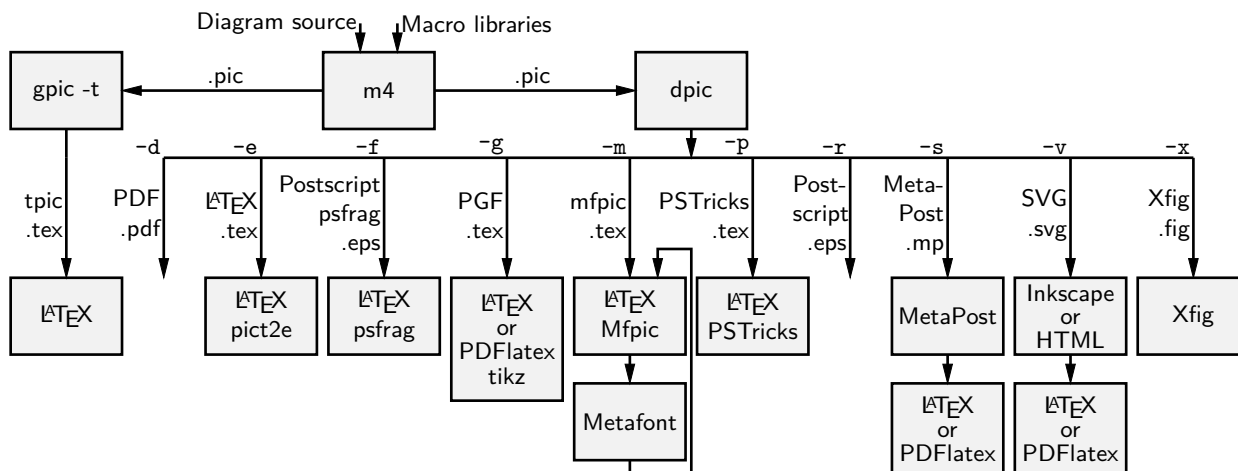 Diagram source
Macro libraries
gpic -t
.pic
m4
.pic
dpic
-d
-e
-f
-g
-m
-p
-r
-s
-v
-x
tpic
.tex
PDF
.pdf
LATEX
.tex
Postscript
psfrag
.eps
PGF
.tex
mfpic
.tex
PSTricks
.tex
Post-
script
.eps
Meta-
Post
.mp
SVG
.svg
Xfig
.fig
LATEX
LATEX
pict2e
LATEX
psfrag
LATEX
or
PDFlatex
tikz
LATEX
Mfpic
LATEX
PSTricks
MetaPost
Inkscape
or
HTML
Xfig
Metafont
LATEX
or
PDFlatex
LATEX
or
PDFlatex